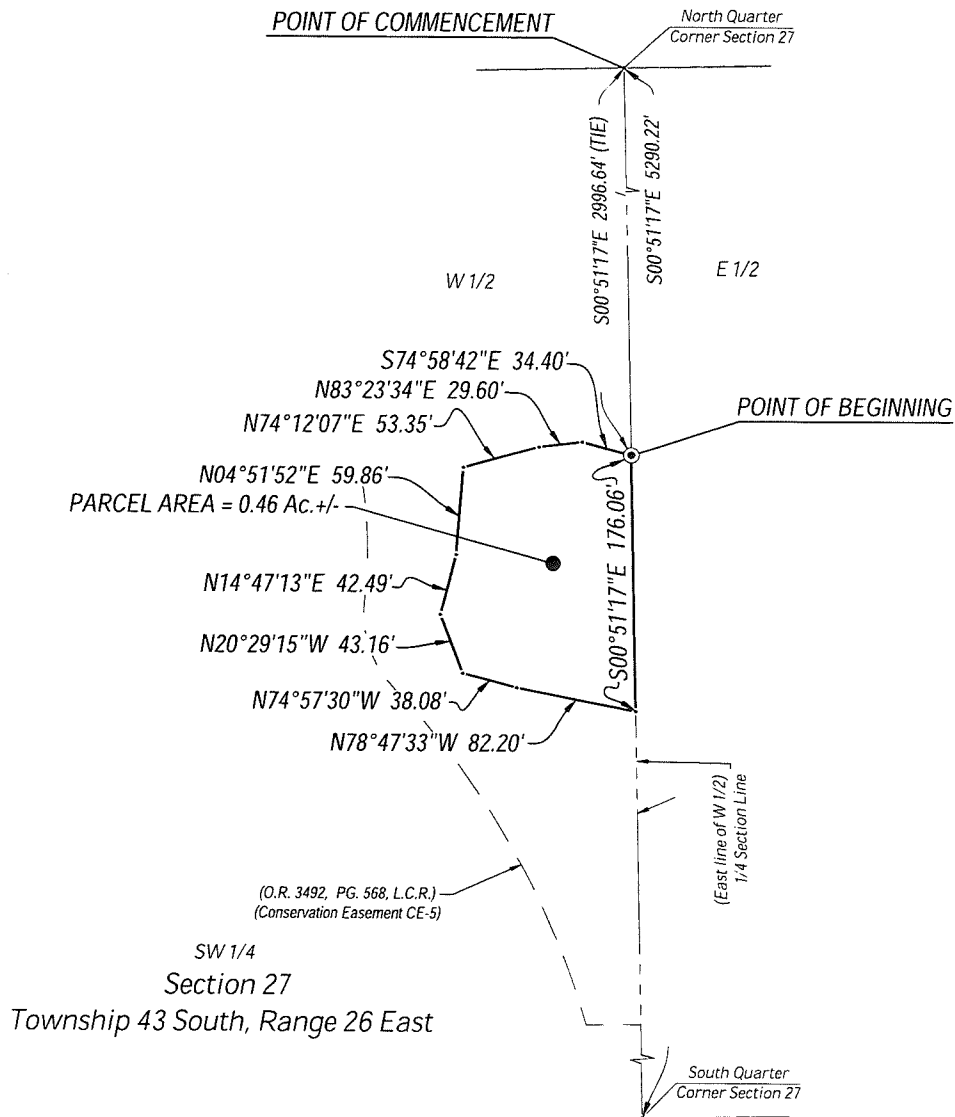 POINT OF COMMENCEMENT
North Quarter
Corner Section 27
S00°51'17"E 2996.64' (TIE)
S00°51'17"E 5290.22'
W 1/2
E 1/2
S74°58'42"E 34.40'
N83°23'34"E 29.60'
N74°12'07"E 53.35'
POINT OF BEGINNING
N04°51'52"E 59.86'
PARCEL AREA = 0.46 Ac.+/-
S00°51'17"E 176.06'
N14°47'13"E 42.49'
N20°29'15"W 43.16'
N74°57'30"W 38.08'
N78°47'33"W 82.20'
(East line of W 1/2)
1/4 Section Line
(O.R. 3492, PG. 568, L.C.R.)
(Conservation Easement CE-5)
SW 1/4
Section 27
Township 43 South, Range 26 East
South Quarter
Corner Section 27